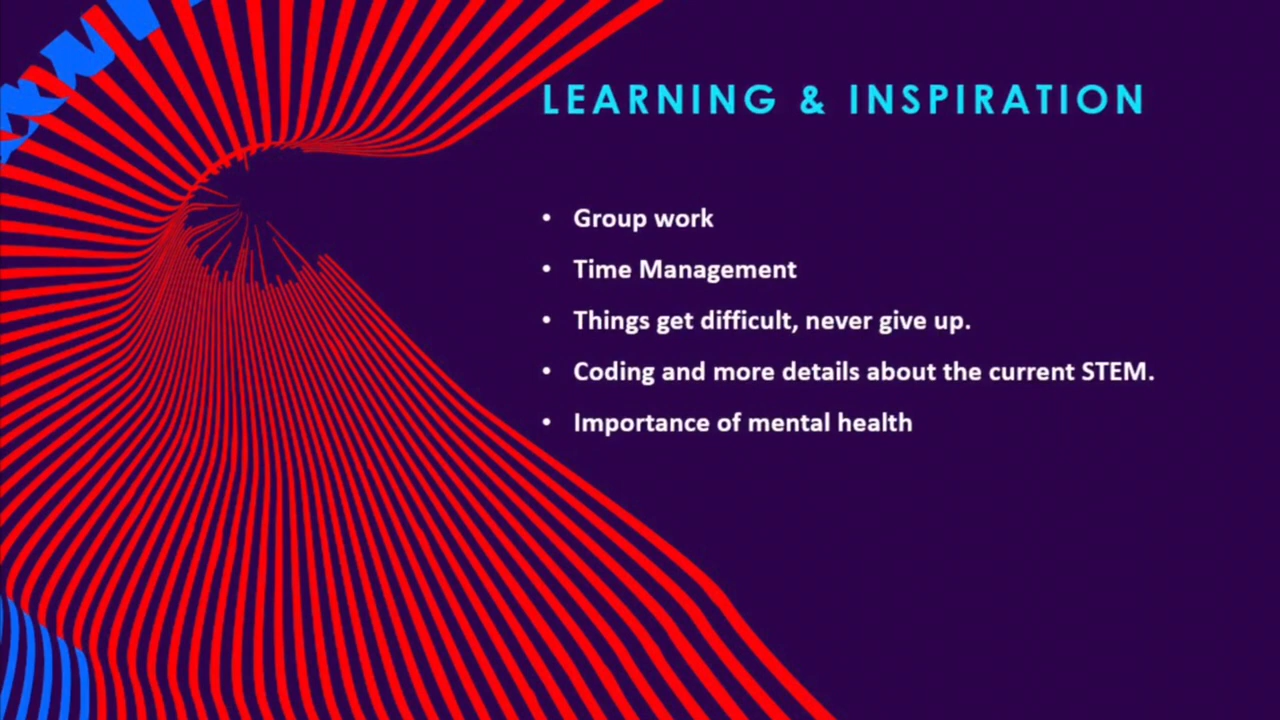 LEARNING & INSPIRATION
• Group work
• Time Management
• Things get difficult, never give up.
• Coding and more details about the current STEM.
• Importance of mental health